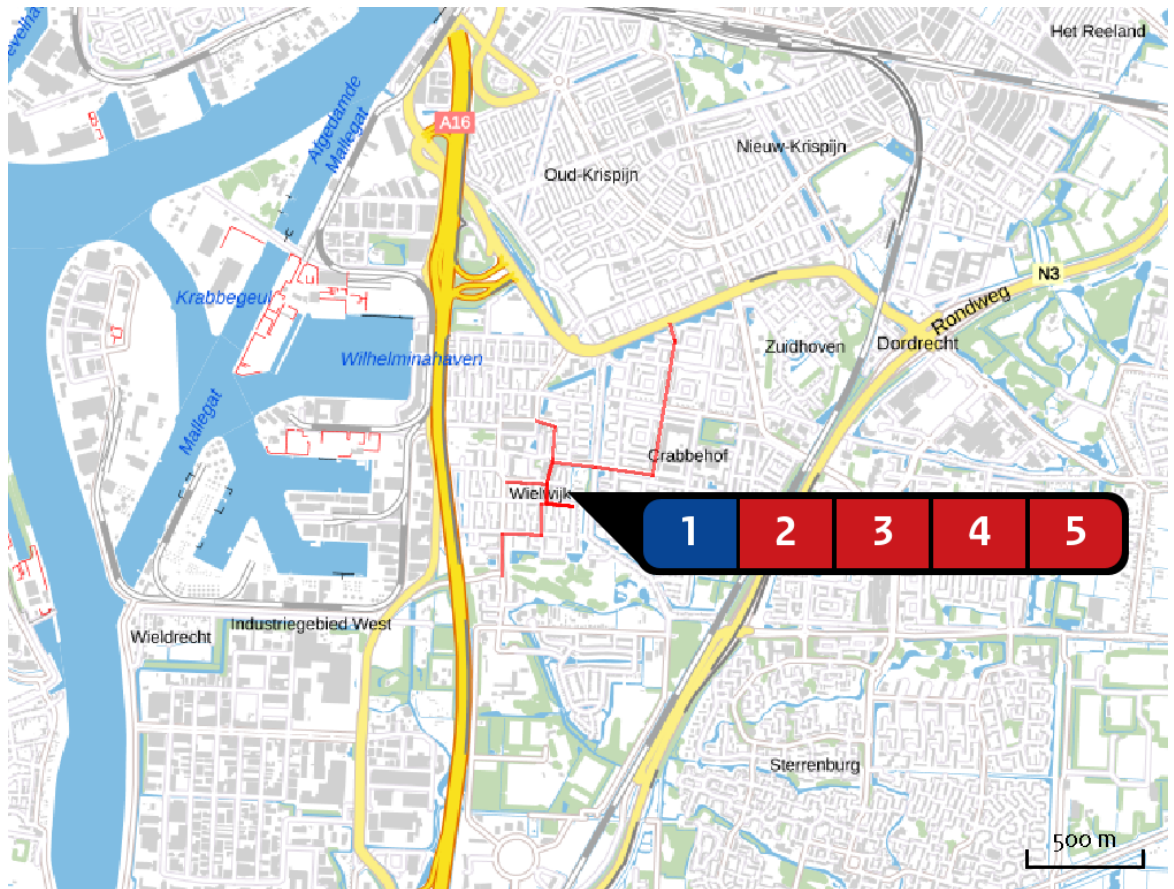 Het Reeland
A16
Afgedamde
Mallegat
Nieuw-Krispijn
Oud-Krispijn
N3
Krabbegeul
Rondweg
Wilhelminahaven
Zuidhoven
Dordrecht
Mallegat
Crabbehof
Wielwijk
1 2 3 4 5
Industriegebied West
Wieldrecht
Sterrenburg
500 m